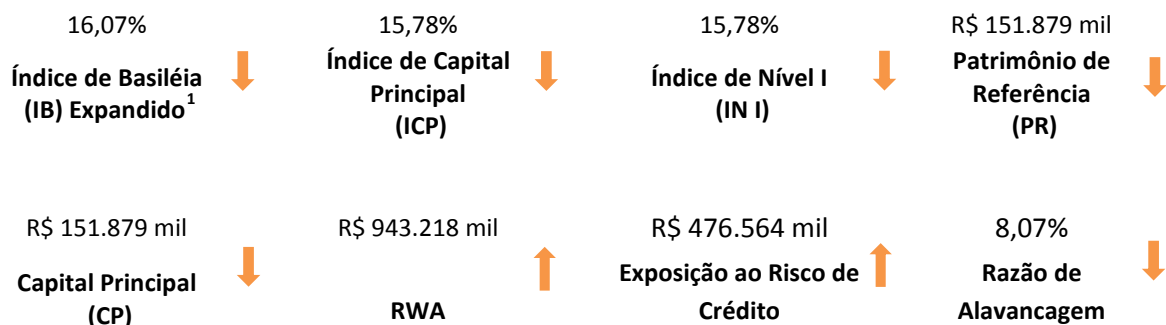 16,07%
Índice de Basiléia
(IB) Expandido1
15,78%
Índice de Capital
Principal
(ICP)
15,78%
Índice de Nível I
(IN I)
R$ 151.879 mil
Patrimônio de
Referência
(PR)
R$ 151.879 mil
Capital Principal
(CP)
R$ 943.218 mil
RWA
R$ 476.564 mil
Exposição ao Risco de
Crédito
8,07%
Razão de
Alavancagem